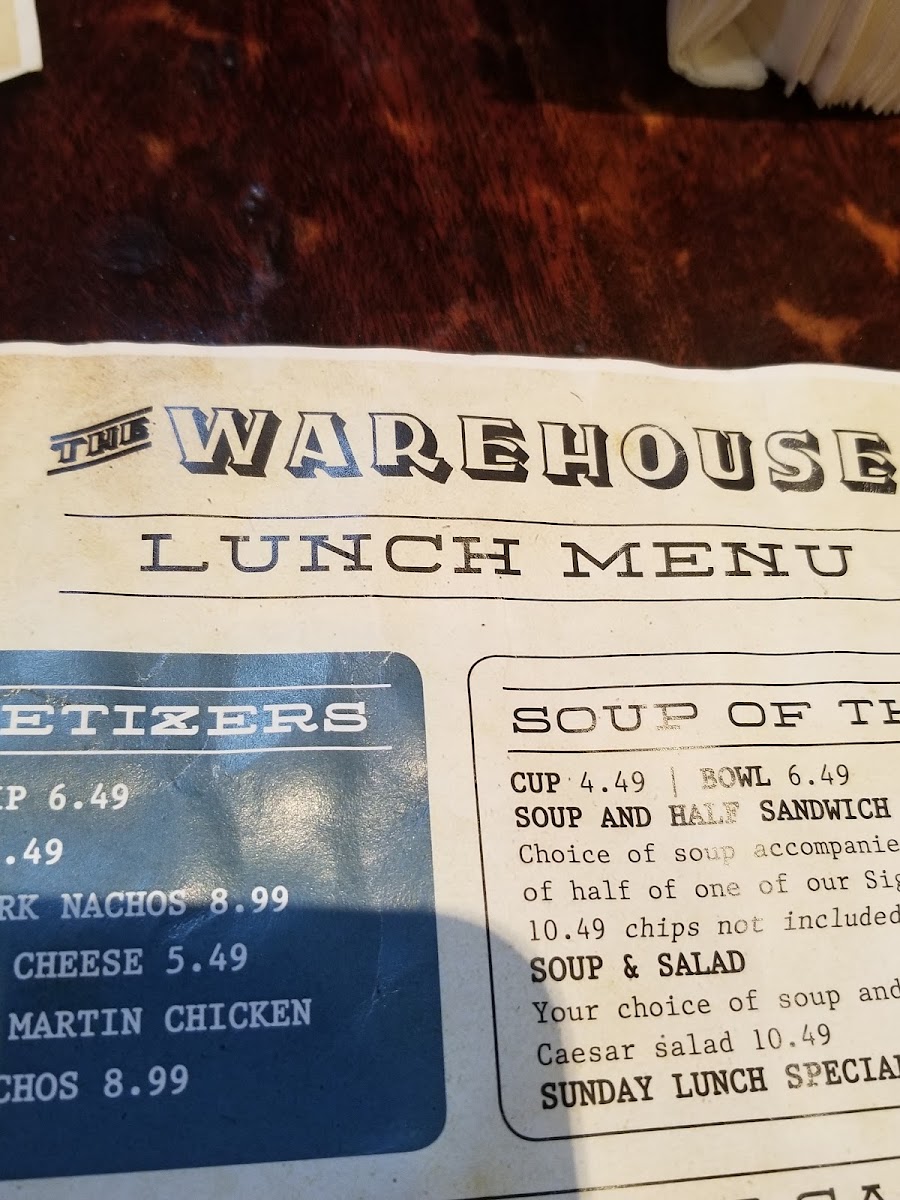 THE WAREHOUSE
LUNCH MENU
ETIZERS
IP 6.49
.49
RK NACHOS 8.99
CHEESE 5.49
MARTIN CHICKEN
CHOS 8.99
SOUP OF TH
CUP 4.49 | BOWL 6.49
SOUP AND HALF SANDWICH
Choice of soup accompanie
of half of one of our Sig
10.49 chips not included
SOUP & SALAD
Your choice of soup and
Caesar salad 10.49
SUNDAY LUNCH SPECIAL